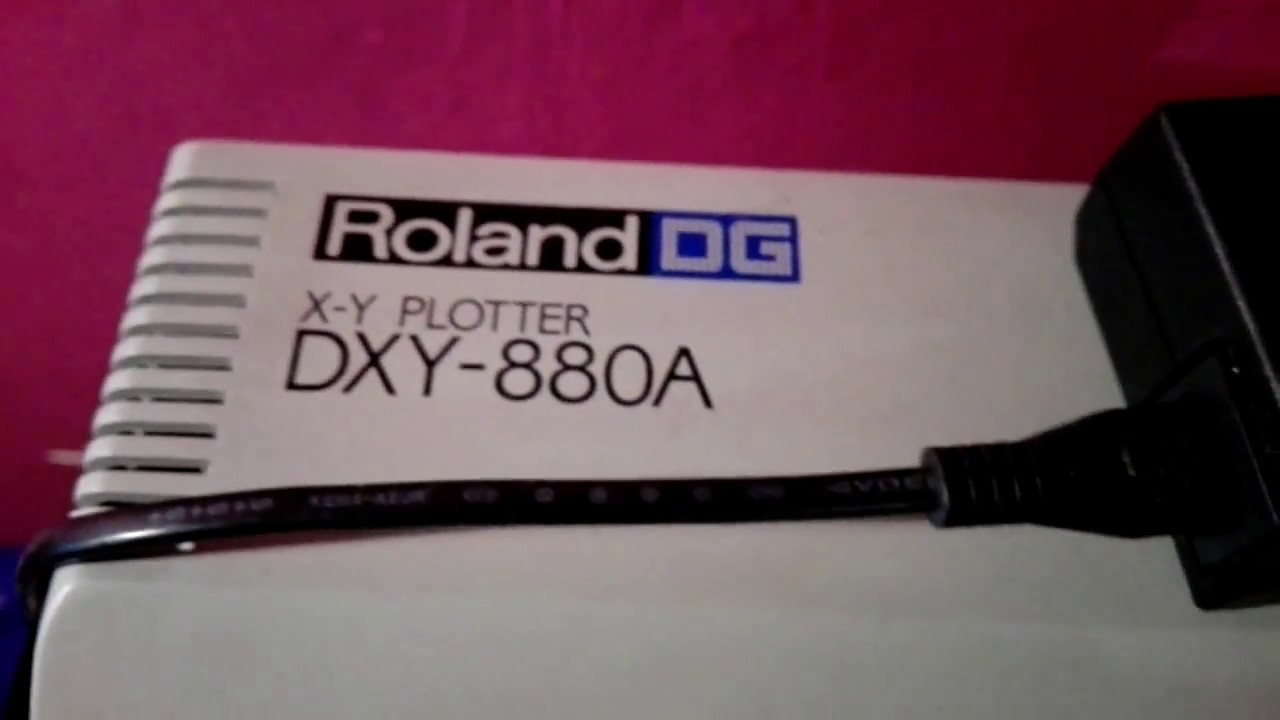 Roland DG
X-Y PLOTTER
DXY-880A